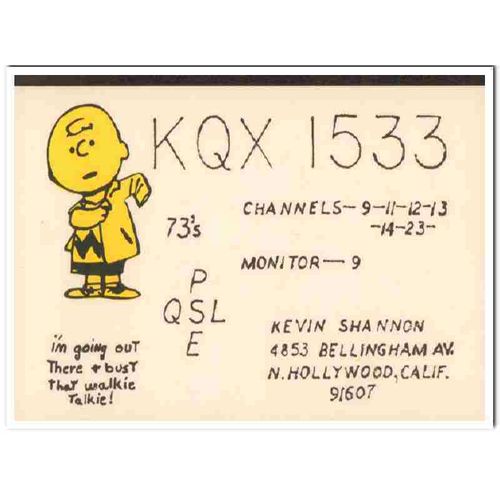 KQX 1533
CHANNELS-9-11-12-13
-14-23-
73's
MONITOR-9
P
QSL
E
KEVIN SHANNON
4853 BELLINGHAM AV.
N. HOLLYWOOD, CALIF.
91607
i'm going out
There + bust
that walkie
Talkie!